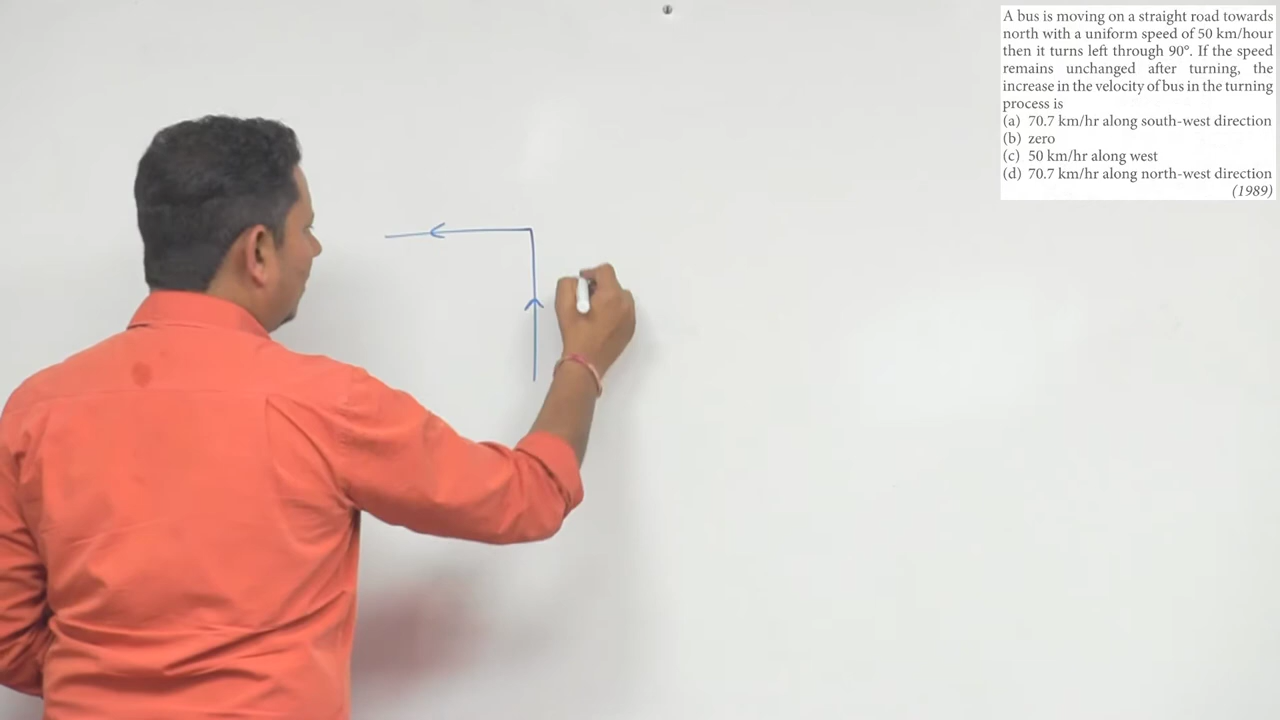 A bus is moving on a straight road towards
north with a uniform speed of 50 km/hour
then it turns left through 90°. If the speed
remains unchanged after turning, the
increase in the velocity of bus in the turning
process is
(a) 70.7 km/hr along south-west direction
(b) zero
(c) 50 km/hr along west
(d) 70.7 km/hr along north-west direction
(1989)